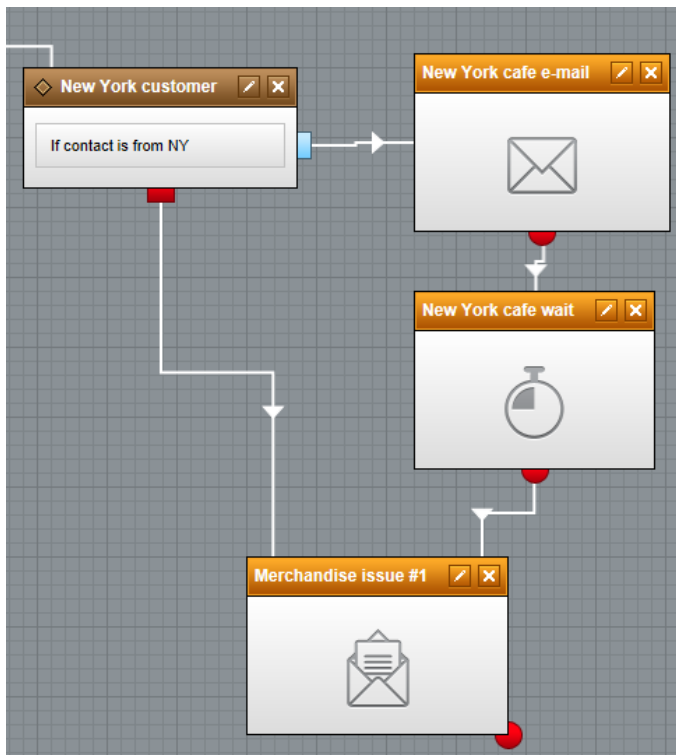 New York customer
If contact is from NY
New York cafe e-mail
New York cafe wait
Merchandise issue #1